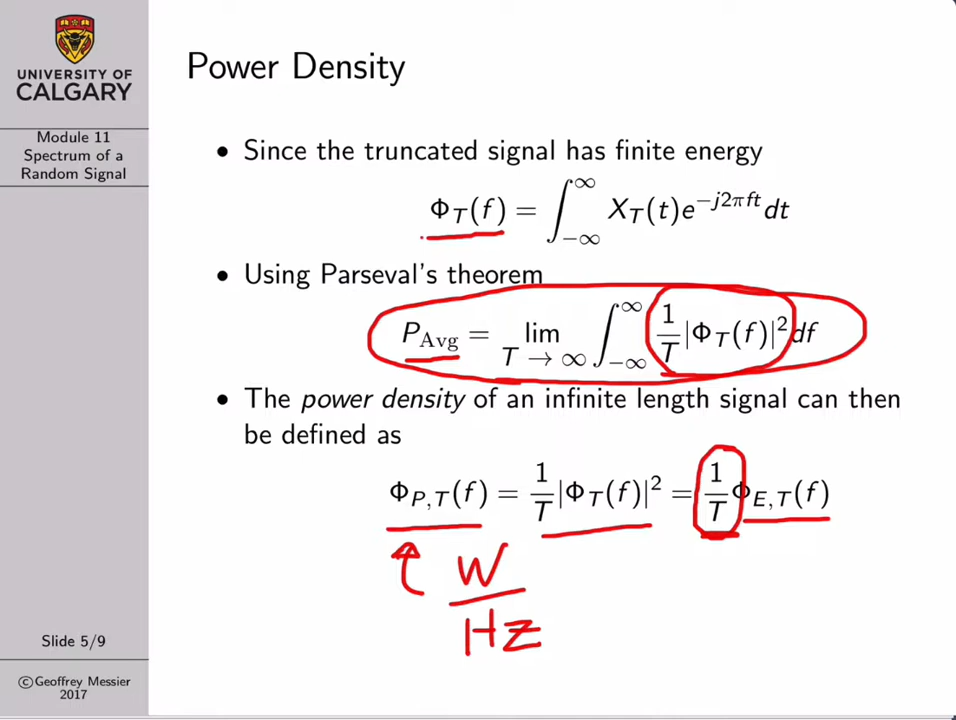 UNIVERSITY OF
CALGARY
Module 11
Spectrum of a
Random Signal
Power Density
• Since the truncated signal has finite energy
Φ_T(f) = ∫_{-∞}^{∞} X_T(t)e^{-j2πft}dt
• Using Parseval's theorem
P_Avg = lim_{T → ∞} ∫_{-∞}^{∞} 1/T |Φ_T(f)|² df
• The power density of an infinite length signal can then
be defined as
Φ_{P,T}(f) = 1/T |Φ_T(f)|² = 1/T Φ_{E,T}(f)
W
Hz
Slide 5/9
©Geoffrey Messier
2017